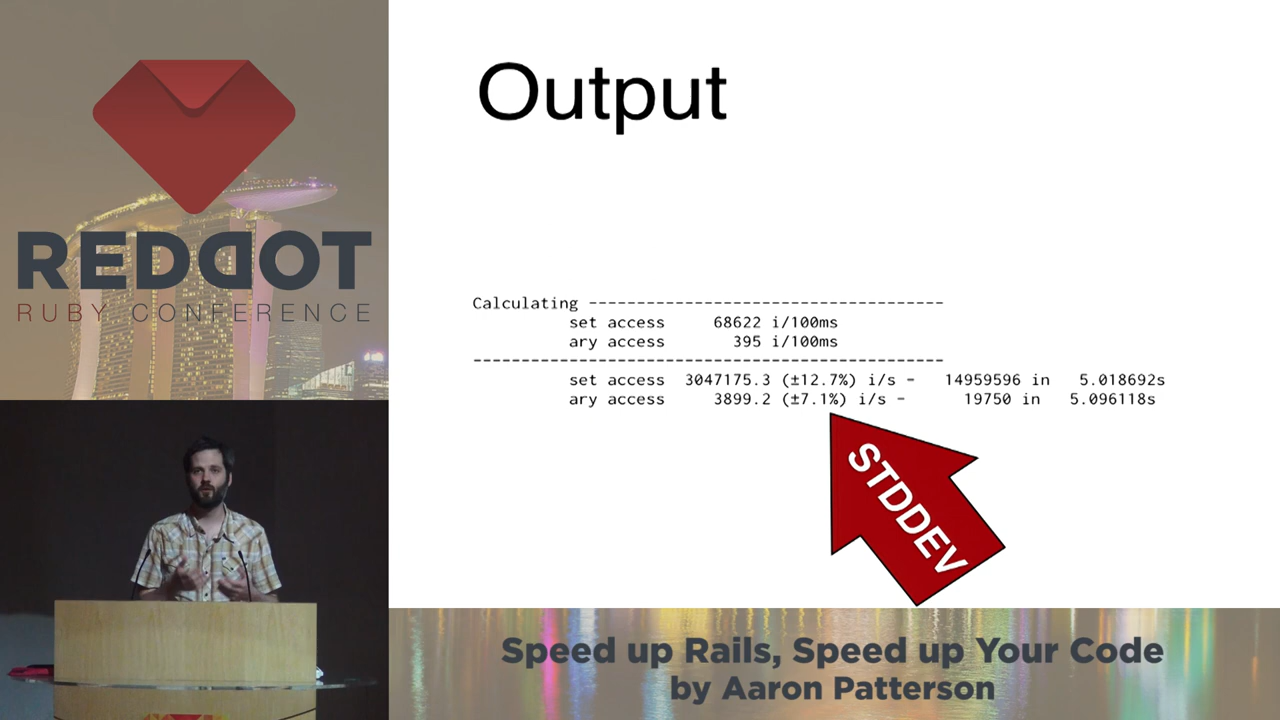 REDDOT
RUBY CONFERENCE
Output
Calculating -------------------------------------
set access 68622 i/100ms
ary access 395 i/100ms
-------------------------------------------------
set access 3047175.3 (±12.7%) i/s - 14959596 in 5.018692s
ary access 3899.2 (±7.1%) i/s - 19750 in 5.096118s
STDDEV
Speed up Rails, Speed up Your Code
by Aaron Patterson